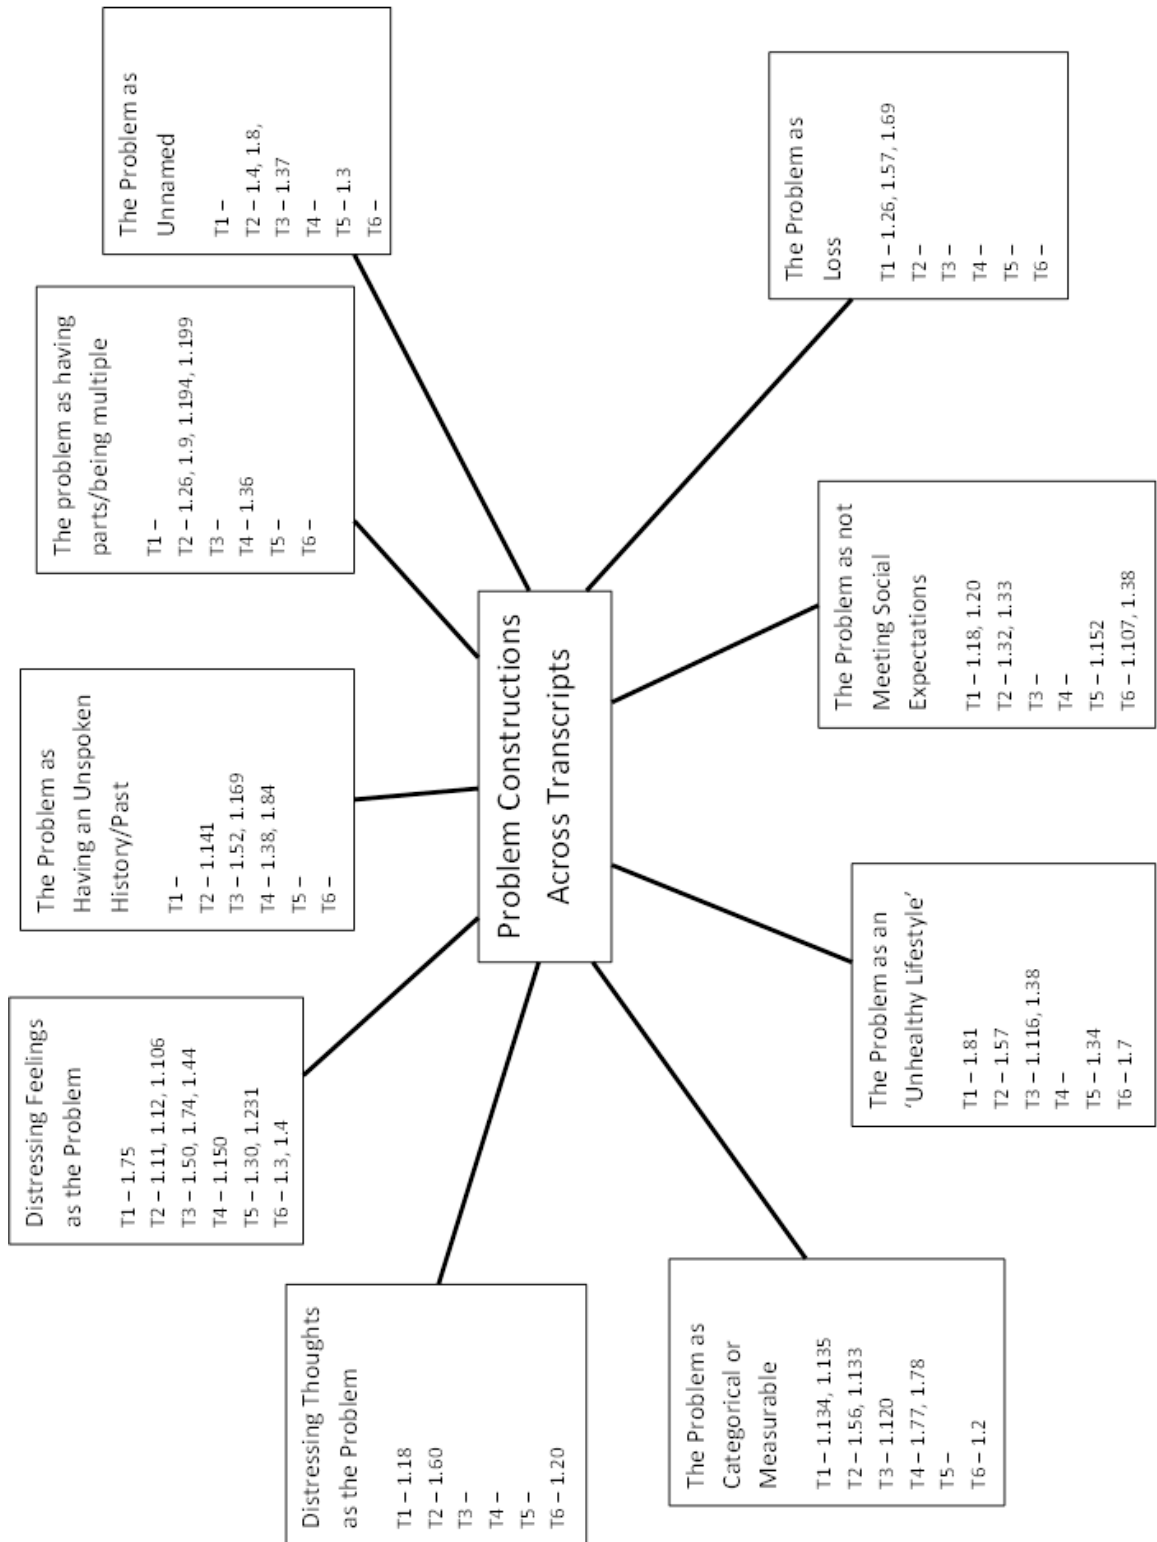 Distressing Thoughts
as the Problem
T1 – 1.18
T2 – 1.60
T3 –
T4 –
T5 –
T6 – 1.20
Distressing Feelings
as the Problem
T1 – 1.75
T2 – 1.11, 1.12, 1.106
T3 – 1.50, 1.74, 1.44
T4 – 1.150
T5 – 1.30, 1.231
T6 – 1.3, 1.4
The Problem as
Having an Unspoken
History/Past
T1 –
T2 – 1.141
T3 – 1.52, 1.169
T4 – 1.38, 1.84
T5 –
T6 –
The problem as having
parts/being multiple
T1 –
T2 – 1.26, 1.9, 1.194, 1.199
T3 –
T4 – 1.36
T5 –
T6 –
The Problem as
Unnamed
T1 –
T2 – 1.4, 1.8,
T3 – 1.37
T4 –
T5 – 1.3
T6 –
Problem Constructions
Across Transcripts
The Problem as
Categorical or
Measurable
T1 – 1.134, 1.135
T2 – 1.56, 1.133
T3 – 1.120
T4 – 1.77, 1.78
T5 –
T6 – 1.2
The Problem as an
‘Unhealthy Lifestyle’
T1 – 1.81
T2 – 1.57
T3 – 1.116, 1.38
T4 –
T5 – 1.34
T6 – 1.7
The Problem as not
Meeting Social
Expectations
T1 – 1.18, 1.20
T2 – 1.32, 1.33
T3 –
T4 –
T5 – 1.152
T6 – 1.107, 1.38
The Problem as
Loss
T1 – 1.26, 1.57, 1.69
T2 –
T3 –
T4 –
T5 –
T6 –